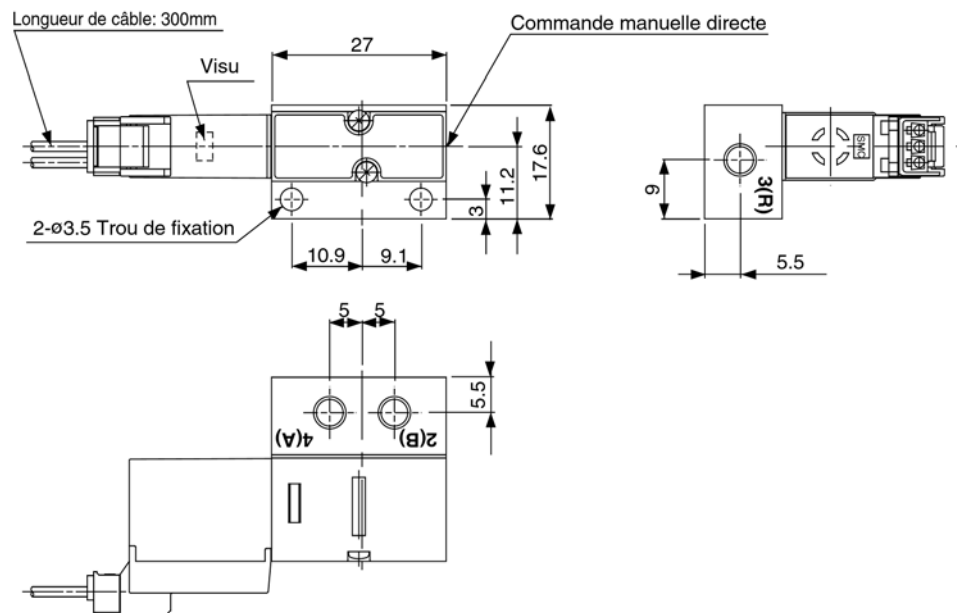 Longueur de câble: 300mm
Commande manuelle directe
27
Visu
17.6
11.2
3
2-ø3.5 Trou de fixation
10.9
9.1
9
3(R)
SMC
5.5
5
5
5.5
4(A)
2(B)